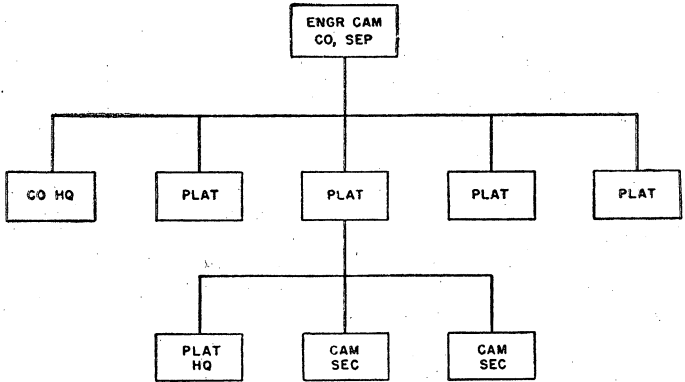 ENGR CAM
CO, SEP
CO HQ
PLAT
PLAT
PLAT
PLAT
PLAT
HQ
CAM
SEC
CAM
SEC